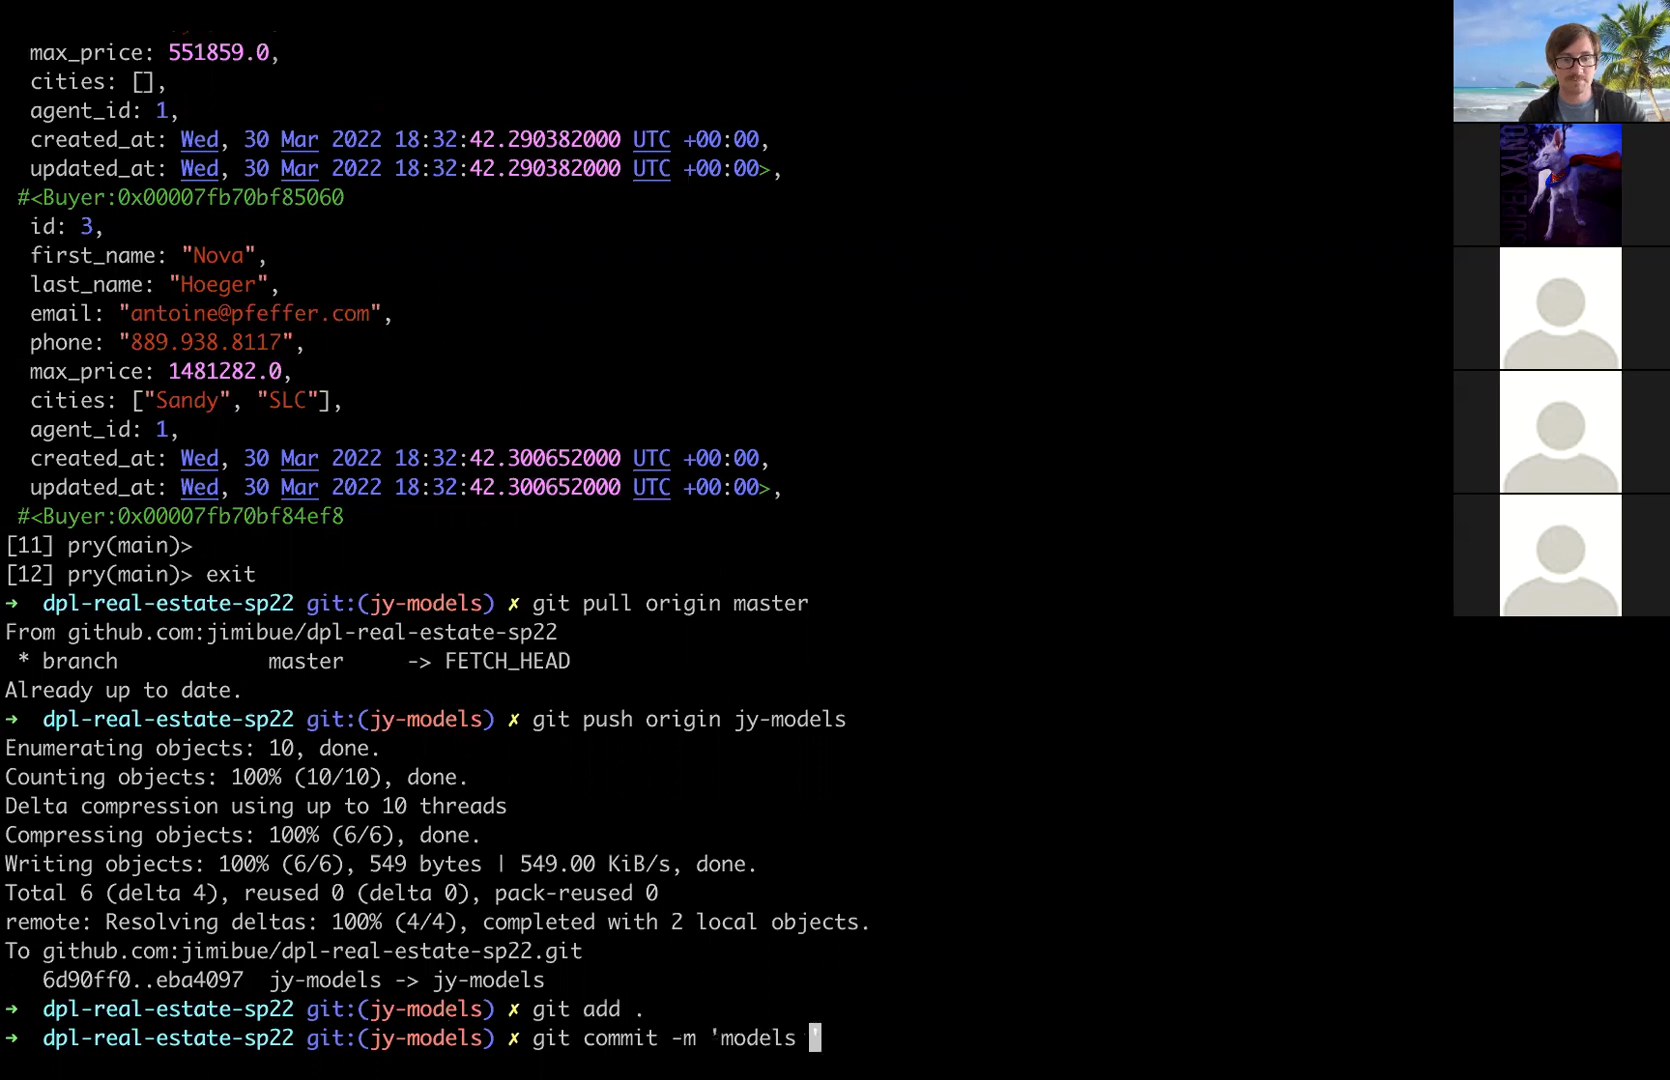 max_price: 551859.0,
cities: [],
agent_id: 1,
created_at: Wed, 30 Mar 2022 18:32:42.290382000 UTC +00:00,
updated_at: Wed, 30 Mar 2022 18:32:42.290382000 UTC +00:00>,
#<Buyer:0x00007fb70bf85060
id: 3,
first_name: "Nova",
last_name: "Hoeger",
email: "antoine@pfeffer.com",
phone: "889.938.8117",
max_price: 1481282.0,
cities: ["Sandy", "SLC"],
agent_id: 1,
created_at: Wed, 30 Mar 2022 18:32:42.300652000 UTC +00:00,
updated_at: Wed, 30 Mar 2022 18:32:42.300652000 UTC +00:00>,
#<Buyer:0x00007fb70bf84ef8
[11] pry(main)>
[12] pry(main)> exit
→ dpl-real-estate-sp22 git:(jy-models) ✗ git pull origin master
From github.com:jimibue/dpl-real-estate-sp22
* branch master -> FETCH_HEAD
Already up to date.
→ dpl-real-estate-sp22 git:(jy-models) ✗ git push origin jy-models
Enumerating objects: 10, done.
Counting objects: 100% (10/10), done.
Delta compression using up to 10 threads
Compressing objects: 100% (6/6), done.
Writing objects: 100% (6/6), 549 bytes | 549.00 KiB/s, done.
Total 6 (delta 4), reused 0 (delta 0), pack-reused 0
remote: Resolving deltas: 100% (4/4), completed with 2 local objects.
To github.com:jimibue/dpl-real-estate-sp22.git
6d90ff0..eba4097 jy-models -> jy-models
→ dpl-real-estate-sp22 git:(jy-models) ✗ git add .
→ dpl-real-estate-sp22 git:(jy-models) ✗ git commit -m 'models '